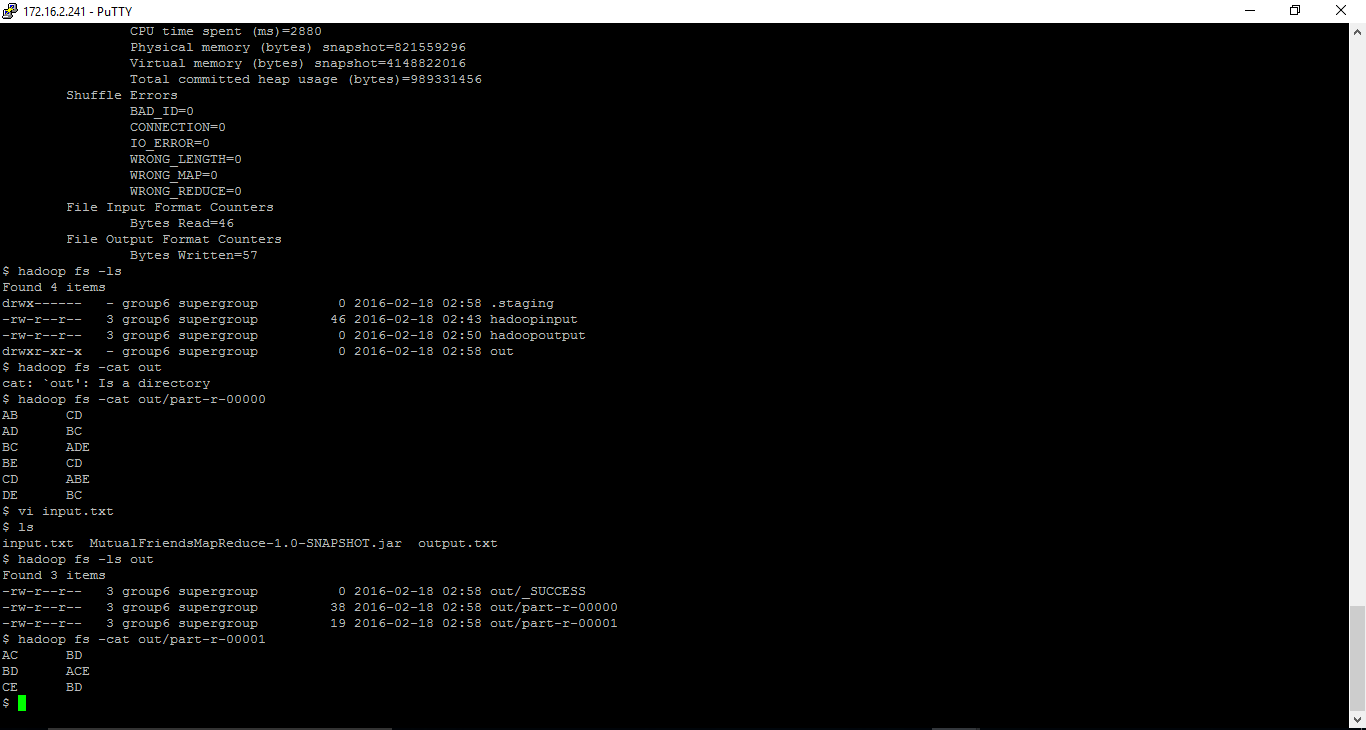 172.16.2.241 - PuTTY
CPU time spent (ms)=2880
Physical memory (bytes) snapshot=821559296
Virtual memory (bytes) snapshot=4148822016
Total committed heap usage (bytes)=989331456
Shuffle Errors
BAD_ID=0
CONNECTION=0
IO_ERROR=0
WRONG_LENGTH=0
WRONG_MAP=0
WRONG_REDUCE=0
File Input Format Counters
Bytes Read=46
File Output Format Counters
Bytes Written=57
$ hadoop fs -ls
Found 4 items
drwx------   - group6 supergroup          0 2016-02-18 02:58 .staging
-rw-r--r--   3 group6 supergroup         46 2016-02-18 02:43 hadoopinput
-rw-r--r--   3 group6 supergroup          0 2016-02-18 02:50 hadoopoutput
drwxr-xr-x   - group6 supergroup          0 2016-02-18 02:58 out
$ hadoop fs -cat out
cat: `out': Is a directory
$ hadoop fs -cat out/part-r-00000
AB      CD
AD      BC
BC      ADE
BE      CD
CD      ABE
DE      BC
$ vi input.txt
$ ls
input.txt  MutualFriendsMapReduce-1.0-SNAPSHOT.jar  output.txt
$ hadoop fs -ls out
Found 3 items
-rw-r--r--   3 group6 supergroup          0 2016-02-18 02:58 out/_SUCCESS
-rw-r--r--   3 group6 supergroup         38 2016-02-18 02:58 out/part-r-00000
-rw-r--r--   3 group6 supergroup         19 2016-02-18 02:58 out/part-r-00001
$ hadoop fs -cat out/part-r-00001
AC      BD
BD      ACE
CE      BD
$